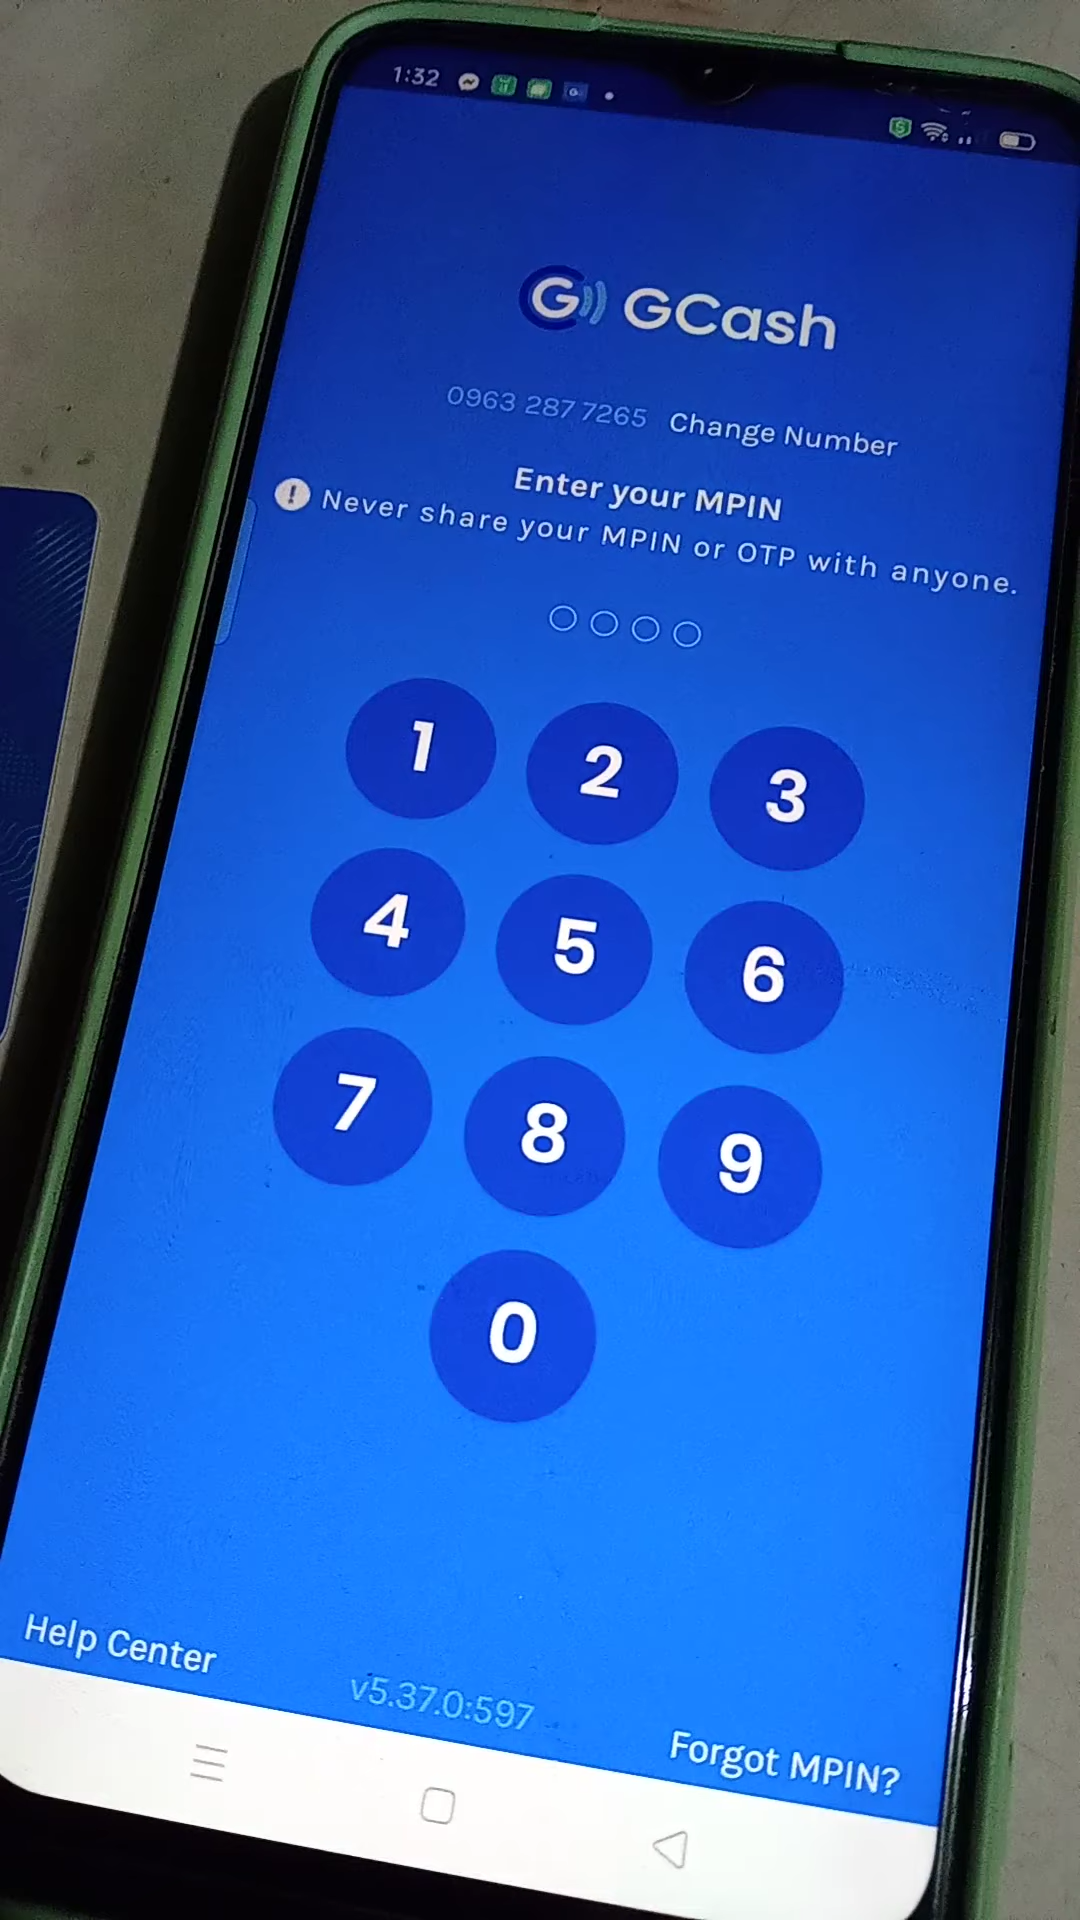 1:32
G GCash
0963 287 7265 Change Number
Enter your MPIN
! Never share your MPIN or OTP with anyone.
1 2 3
4 5 6
7 8 9
0
Help Center
v5.37.0:597
Forgot MPIN?